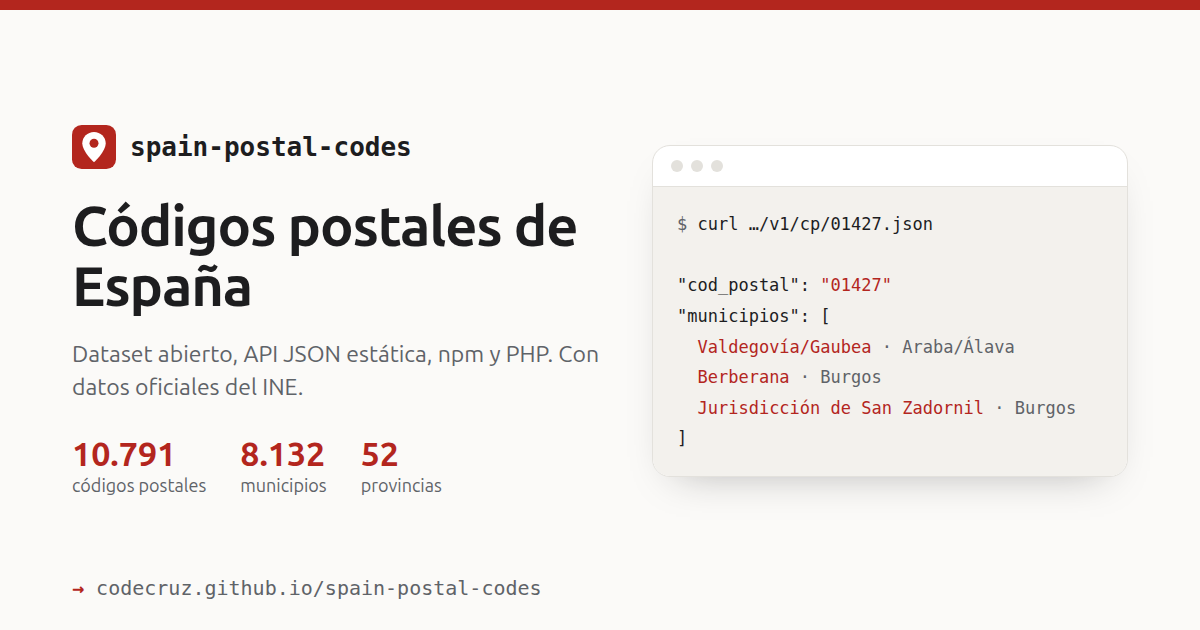 spain-postal-codes
Códigos postales de
España
Dataset abierto, API JSON estática, npm y PHP. Con
datos oficiales del INE.
10.791 8.132 52
códigos postales municipios provincias
→ codecruz.github.io/spain-postal-codes
$ curl …/v1/cp/01427.json
"cod_postal": "01427"
"municipios": [
Valdegovía/Gaubea · Araba/Álava
Berberana · Burgos
Jurisdicción de San Zadornil · Burgos
]